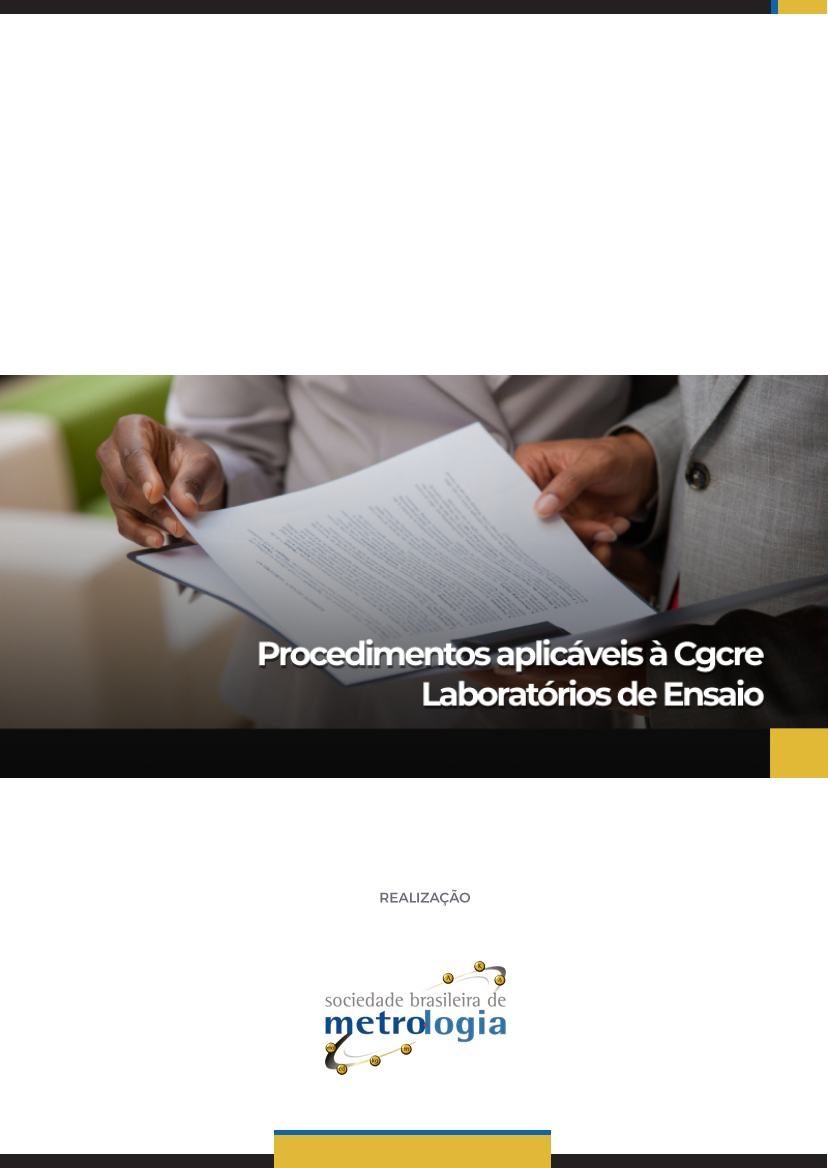 Procedimentos aplicáveis à Cgcre
Laboratórios de Ensaio
REALIZAÇÃO
sociedade brasileira de
metrologia